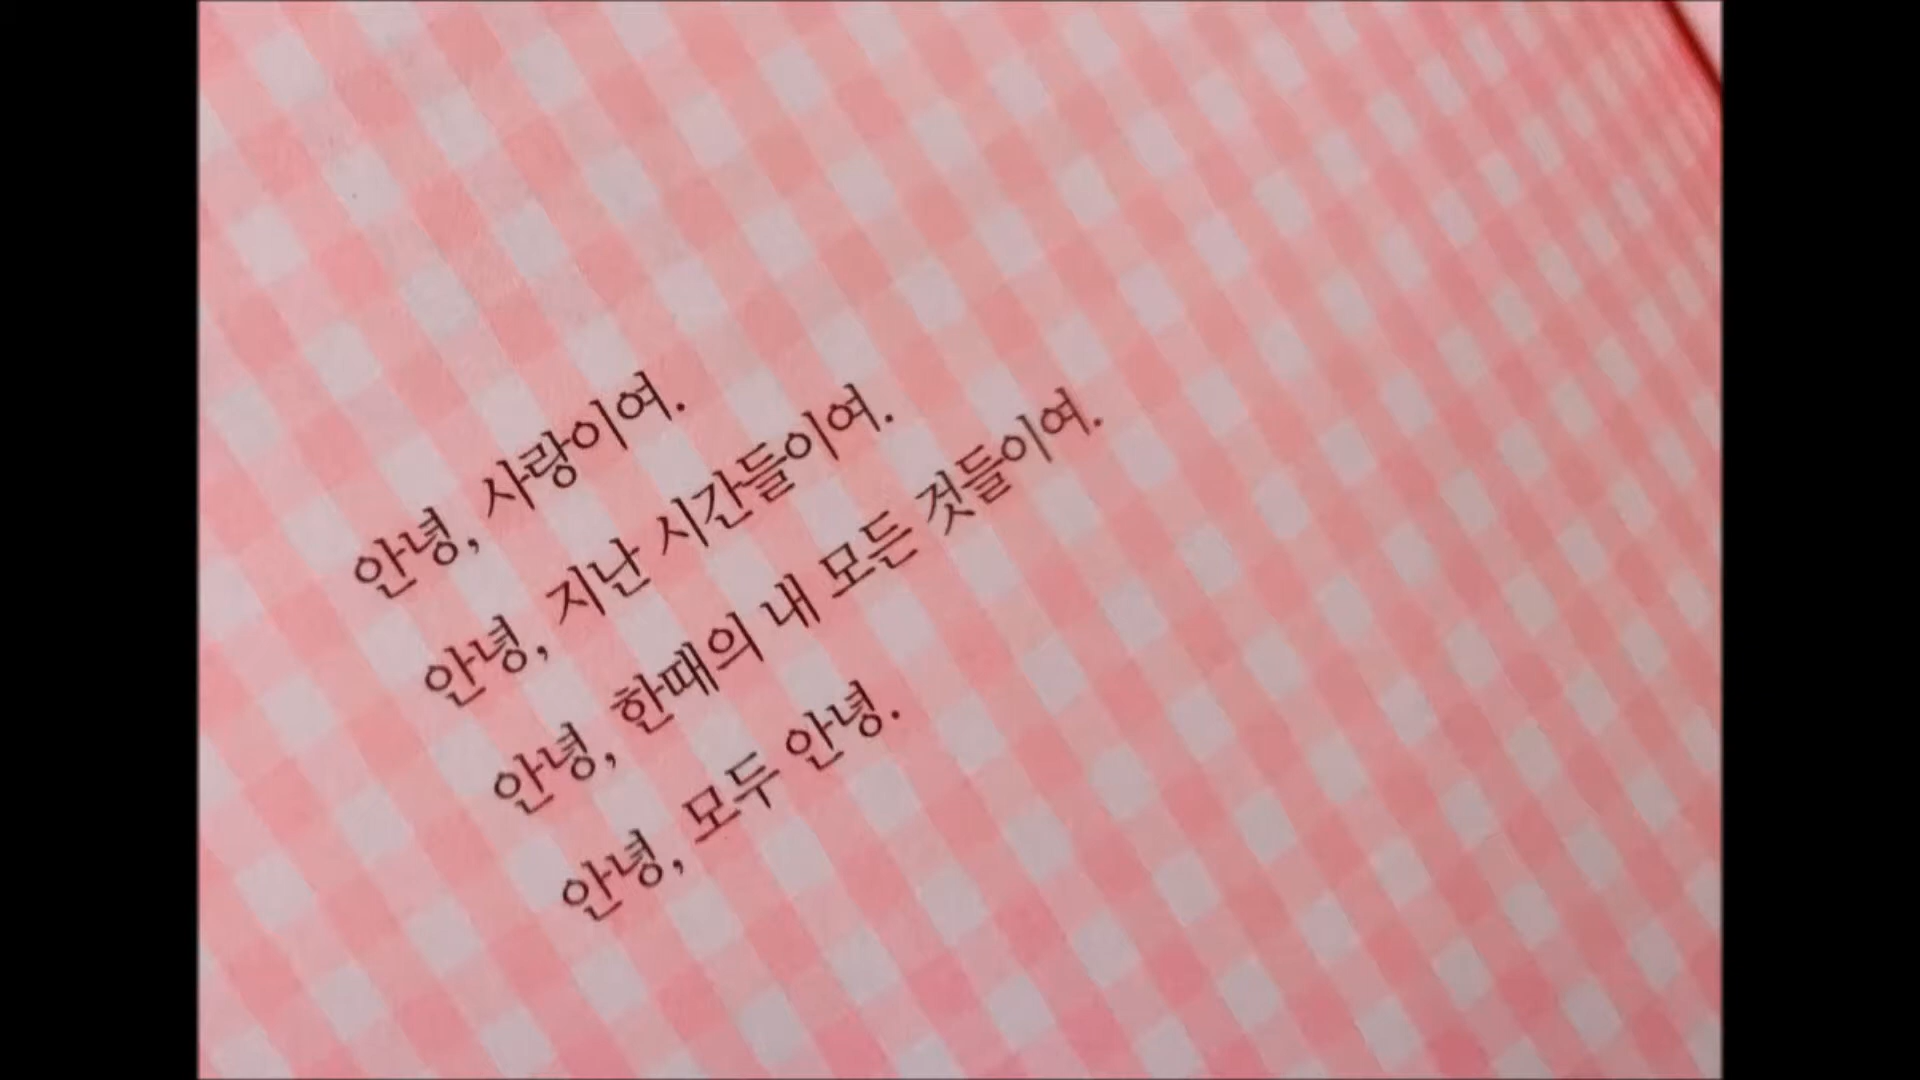 안녕, 사랑이여.
안녕, 지난 시간들이여.
안녕, 한때의 내 모든 것들이여.
안녕, 모두 안녕.